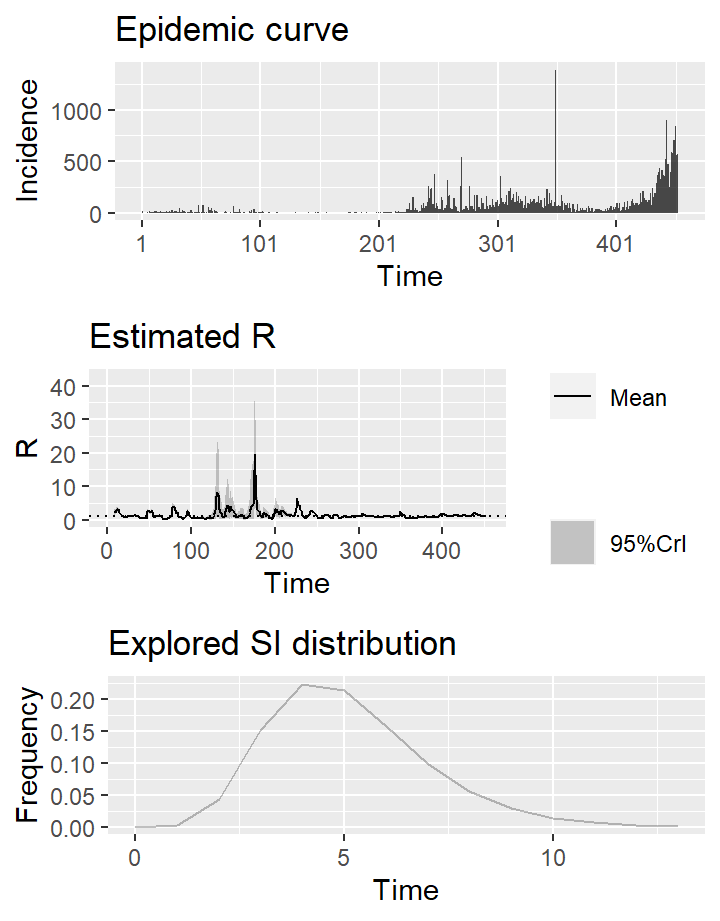 Epidemic curve
Incidence
1000
500
0
1 101 201 301 401
Time
Estimated R
R
40
30
20
10
0
0 100 200 300 400
Time
Mean
95%CrI
Explored SI distribution
Frequency
0.20
0.15
0.10
0.05
0.00
0 5 10
Time